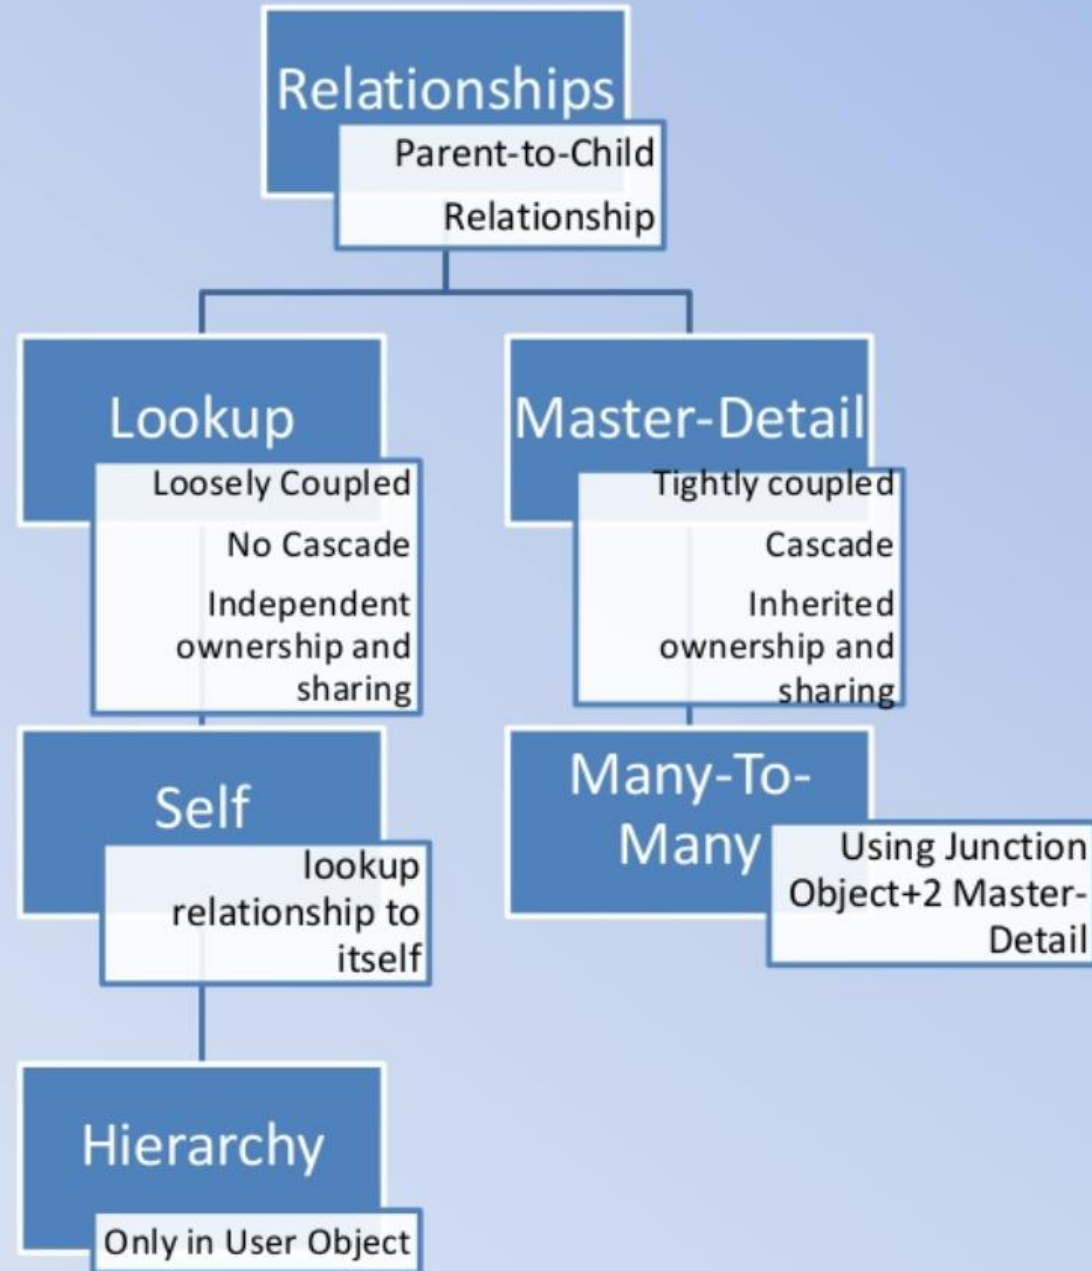 Relationships
Parent-to-Child
Relationship
Lookup
Loosely Coupled
No Cascade
Independent
ownership and
sharing
Master-Detail
Tightly coupled
Cascade
Inherited
ownership and
sharing
Self
lookup
relationship to
itself
Many-To-
Many
Using Junction
Object+2 Master-
Detail
Hierarchy
Only in User Object